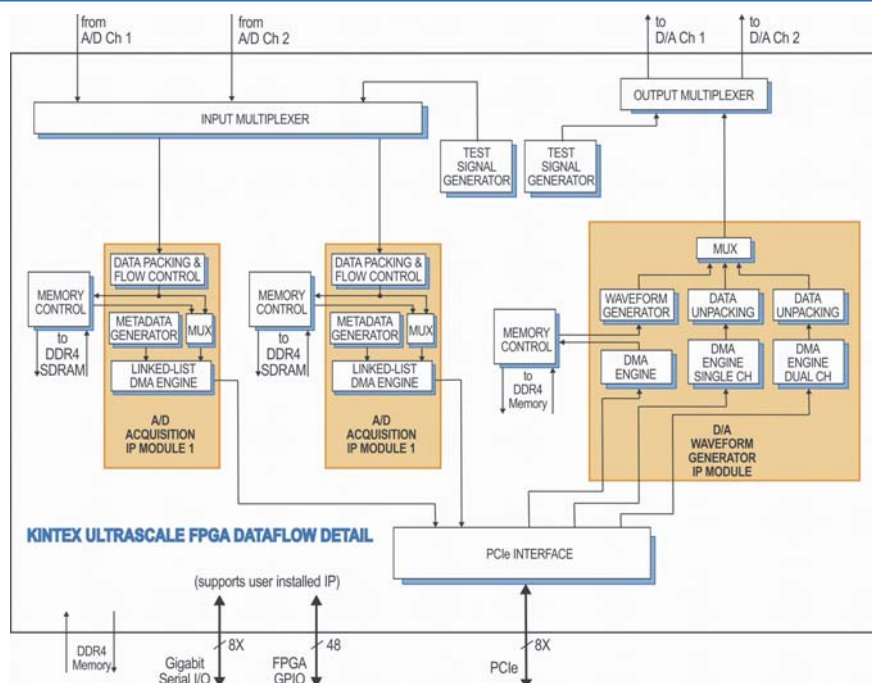 from
A/D Ch 1
from
A/D Ch 2
to
D/A Ch 1
to
D/A Ch 2
INPUT MULTIPLEXER
OUTPUT MULTIPLEXER
TEST
SIGNAL
GENERATOR
TEST
SIGNAL
GENERATOR
DATA PACKING &
FLOW CONTROL
MEMORY
CONTROL
METADATA
GENERATOR
MUX
to
DDR4
SDRAM
LINKED-LIST
DMA ENGINE
A/D
ACQUISITION
IP MODULE 1
DATA PACKING &
FLOW CONTROL
MEMORY
CONTROL
METADATA
GENERATOR
MUX
to
DDR4
SDRAM
LINKED-LIST
DMA ENGINE
A/D
ACQUISITION
IP MODULE 1
MUX
WAVEFORM
GENERATOR
DATA
UNPACKING
DATA
UNPACKING
MEMORY
CONTROL
to
DDR4
Memory
DMA
ENGINE
DMA
ENGINE
SINGLE CH
DMA
ENGINE
DUAL CH
D/A
WAVEFORM
GENERATOR
IP MODULE
KINTEX ULTRASCALE FPGA DATAFLOW DETAIL
PCIe INTERFACE
(supports user installed IP)
DDR4
Memory
8X
Gigabit
Serial I/O
48
FPGA
GPIO
8X
PCIe